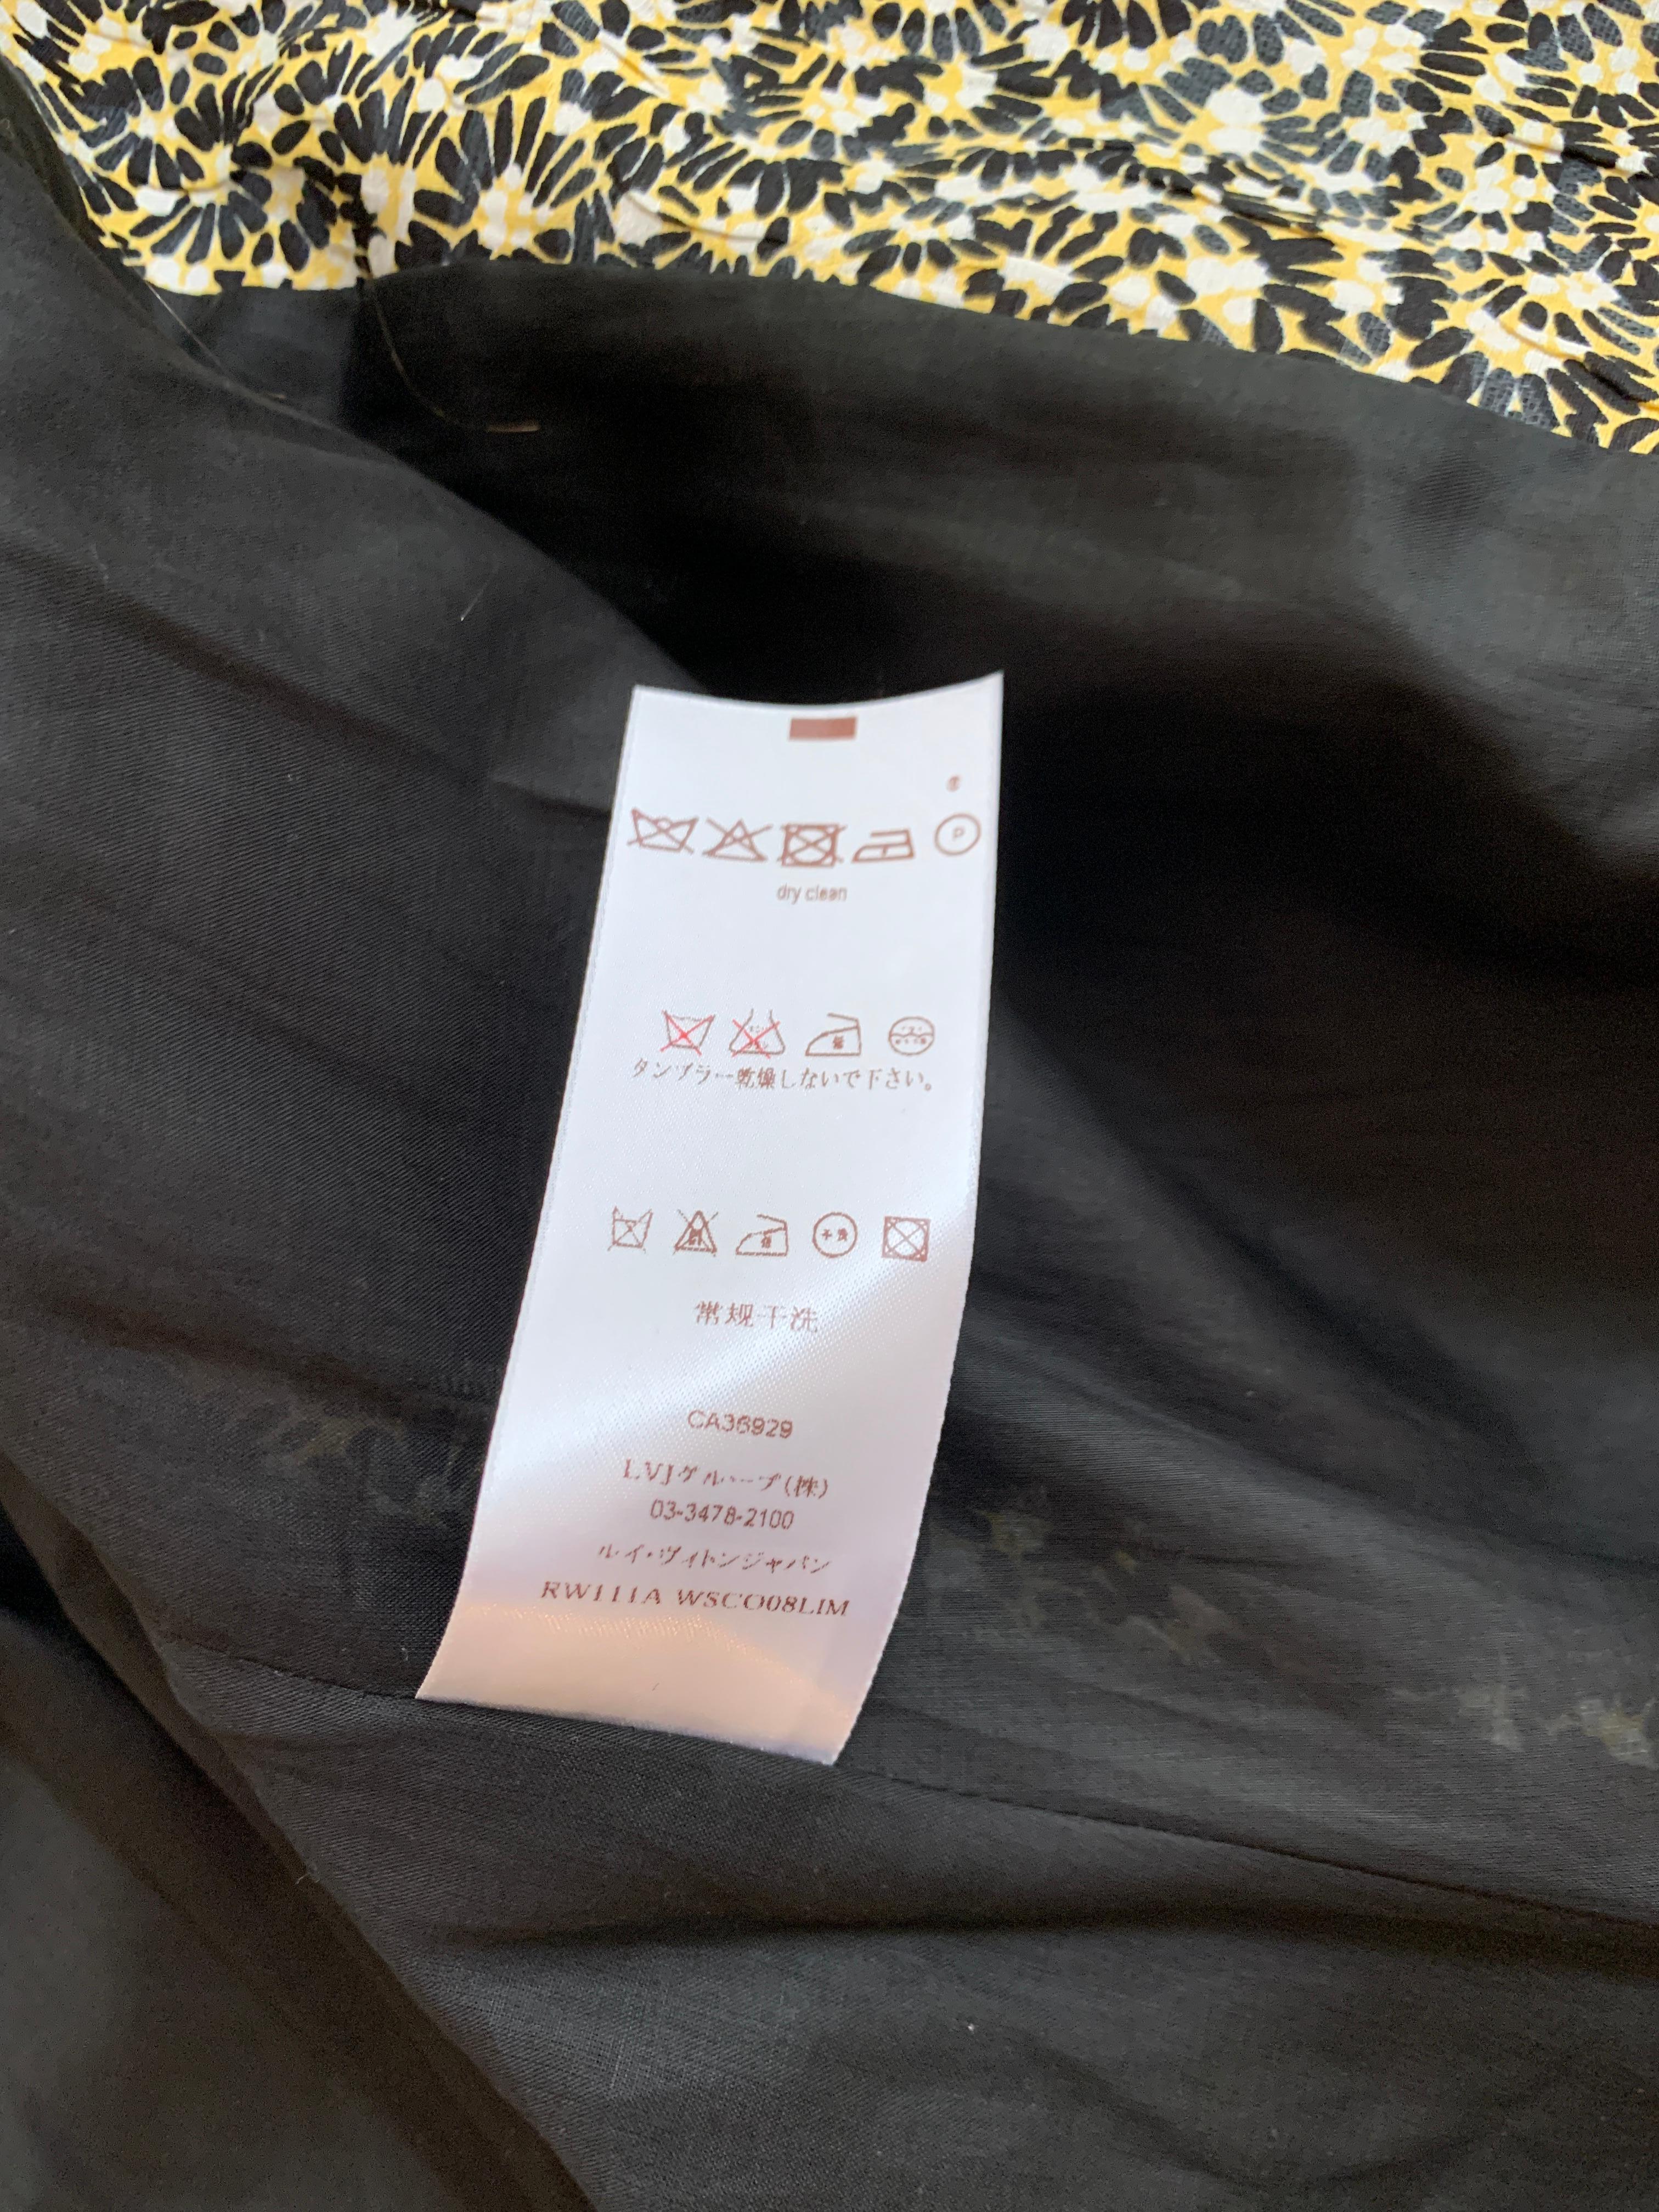 P
dry clean
タンブラー乾燥しないで下さい。
干洗
常规干洗
CA36929
LVJグループ(株)
03-3478-2100
ルイ・ヴィトンジャパン
RW111A WSCO08LIM